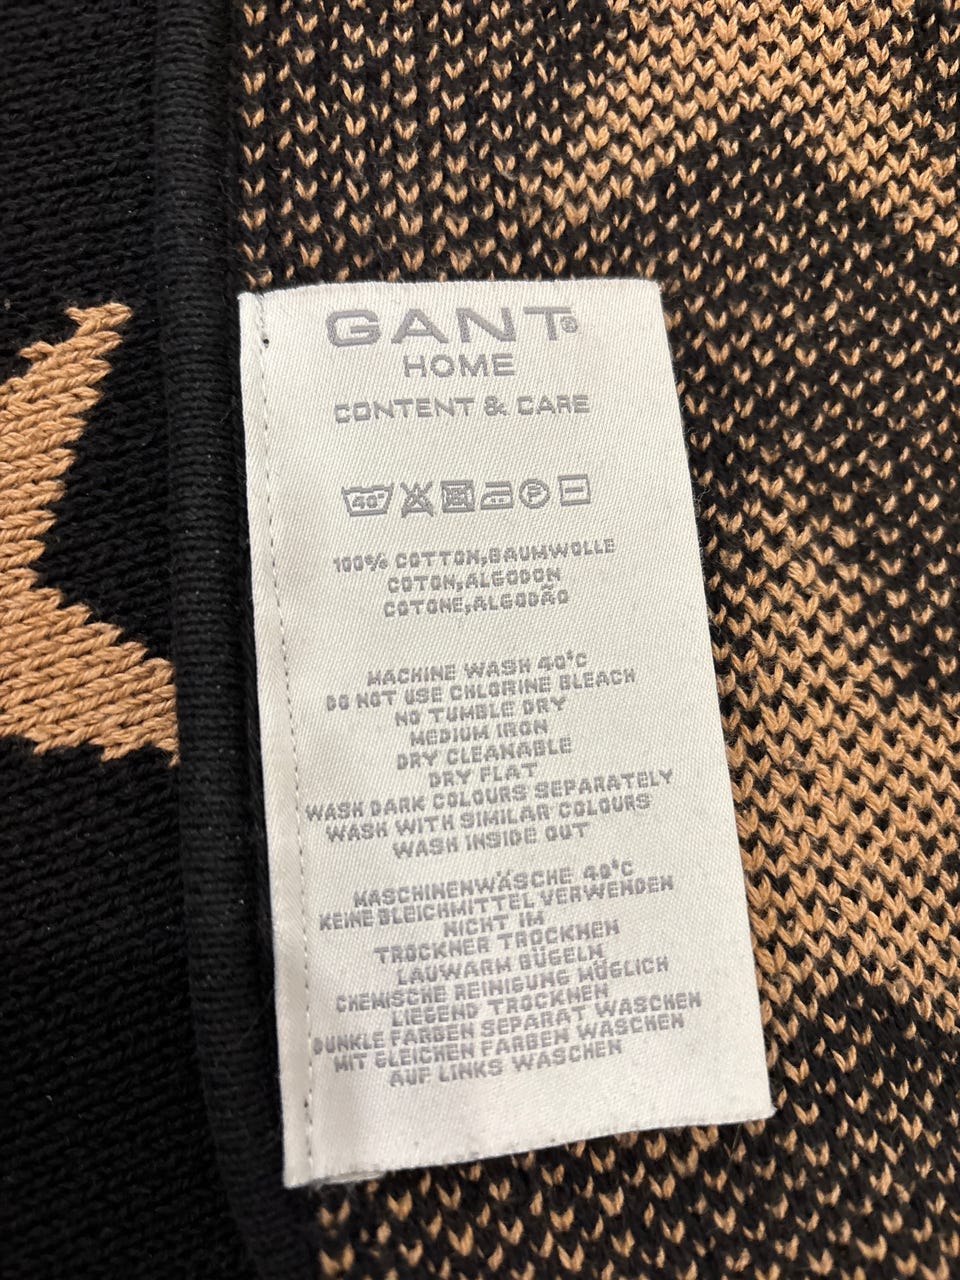 GANT®
HOME
CONTENT & CARE
40°
P
100% COTTON,BAUMWOLLE
COTON,ALGODON
COTONE,ALGODÃO
MACHINE WASH 40°C
DO NOT USE CHLORINE BLEACH
NO TUMBLE DRY
MEDIUM IRON
DRY CLEANABLE
DRY FLAT
WASH DARK COLOURS SEPARATELY
WASH WITH SIMILAR COLOURS
WASH INSIDE OUT
MASCHINENWÄSCHE 40°C
KEINE BLEICHMITTEL VERWENDEN
NICHT IM
TROCKNER TROCKNEN
LAUWARM BÜGELN
CHEMISCHE REINIGUNG MÖGLICH
LIEGEND TROCKNEN
DUNKLE FARBEN SEPARAT WASCHEN
MIT GLEICHEN FARBEN WASCHEN
AUF LINKS WASCHEN